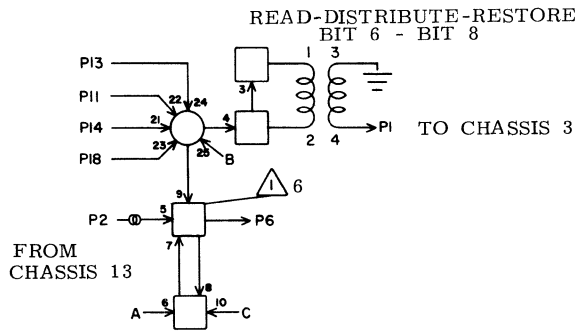 READ-DISTRIBUTE-RESTORE
BIT 6 - BIT 8
P13
P11
P14
P18
22
24
21
23
25
B
4
3
1
3
2
4
P1
TO CHASSIS 3
9
1
6
P2
5
P6
7
8
FROM
CHASSIS 13
A
6
10
C